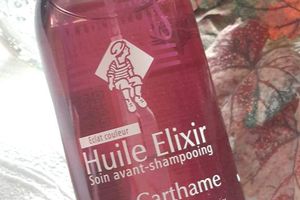 Eclat couleur
Huile Elixir
Soin avant-shampooing
Carthame